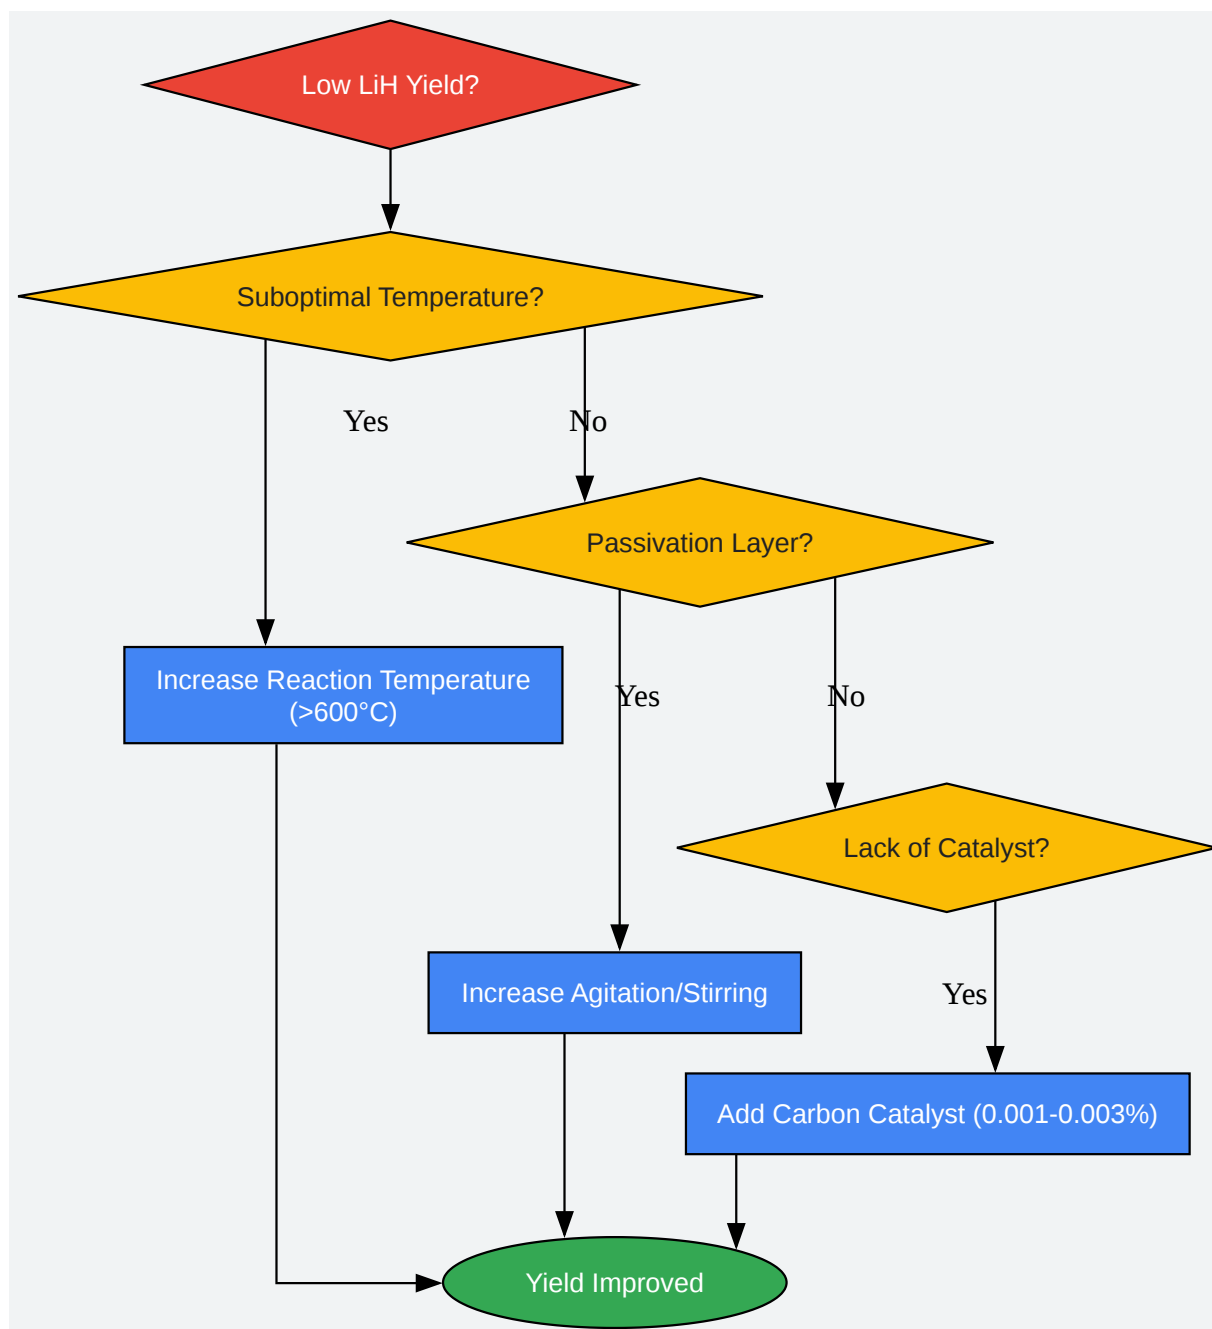 Low LiH Yield?
Suboptimal Temperature?
Yes
No
Passivation Layer?
Increase Reaction Temperature
(>600°C)
Yes
No
Lack of Catalyst?
Increase Agitation/Stirring
Yes
Add Carbon Catalyst (0.001-0.003%)
Yield Improved